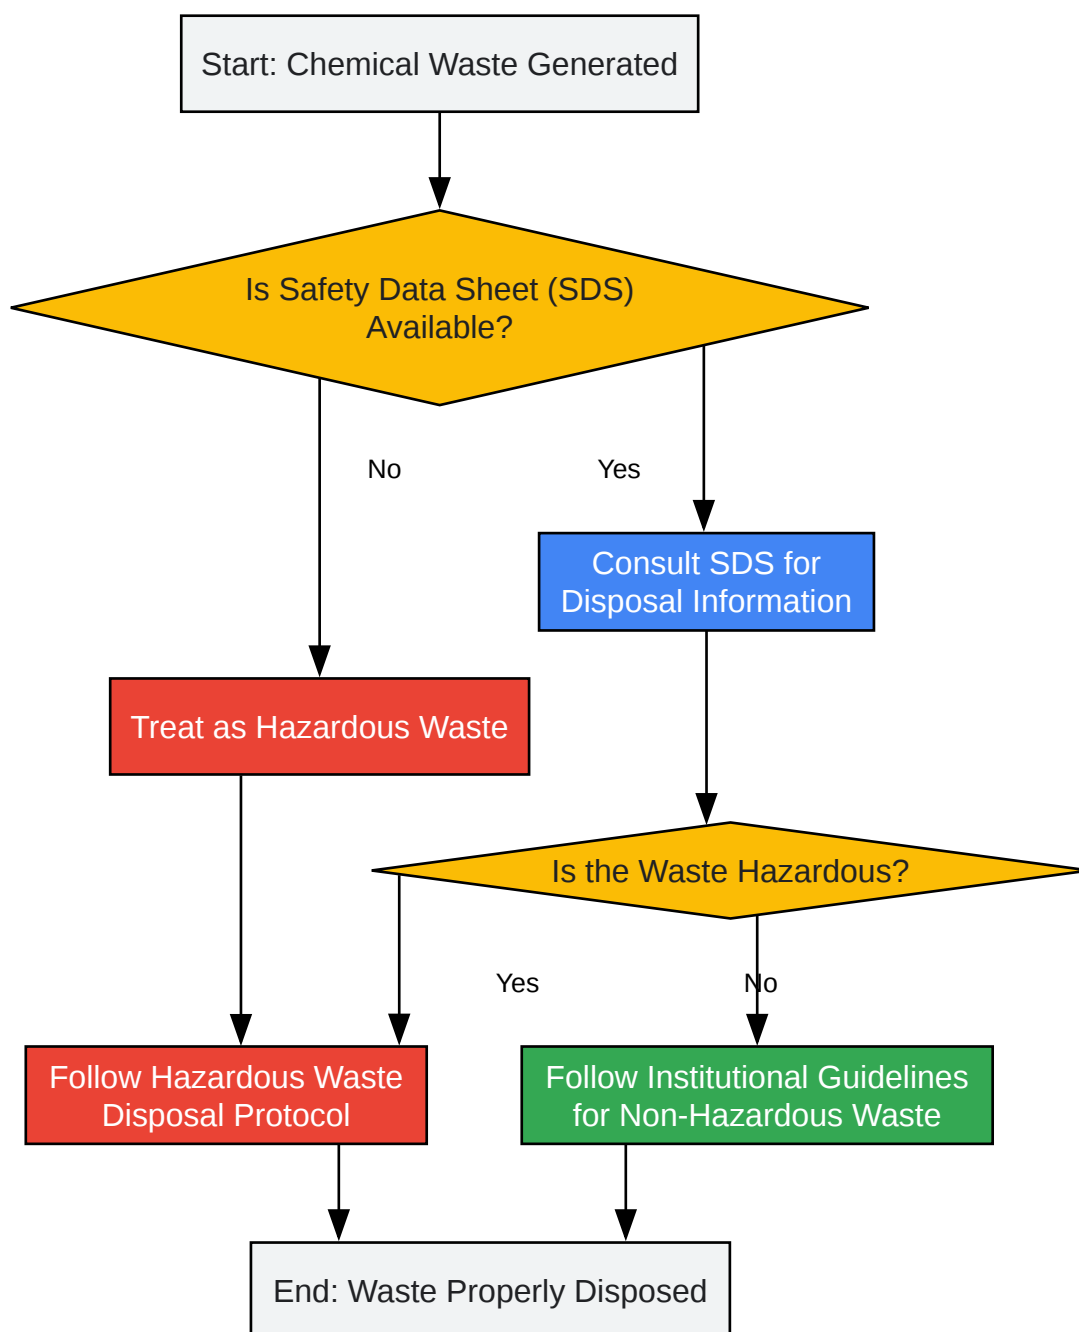 Start: Chemical Waste Generated
Is Safety Data Sheet (SDS)
Available?
No
Yes
Consult SDS for
Disposal Information
Treat as Hazardous Waste
Is the Waste Hazardous?
Yes
No
Follow Hazardous Waste
Disposal Protocol
Follow Institutional Guidelines
for Non-Hazardous Waste
End: Waste Properly Disposed